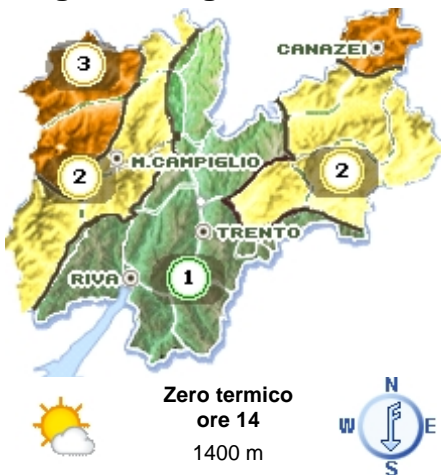 CANAZEI
3
M.CAMPIGLIO
2
2
TRENTO
RIVA
1
Zero termico
ore 14
1400 m
N
W E
S